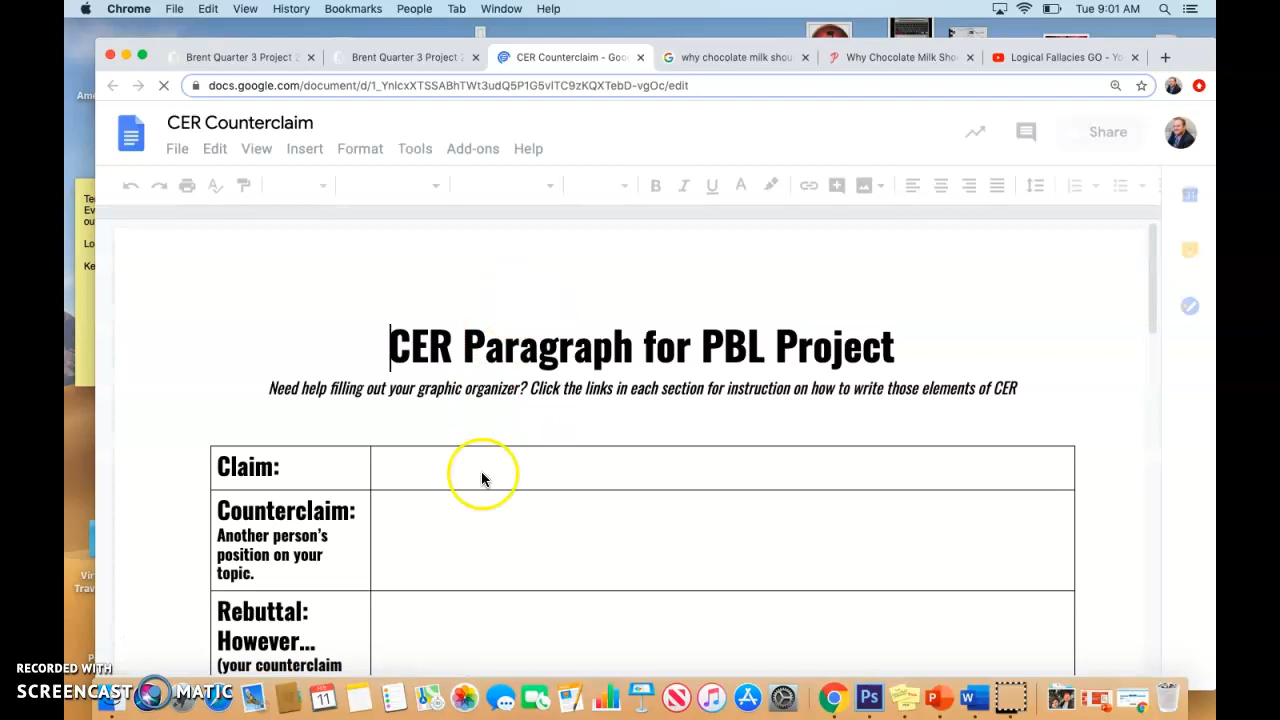 Chrome File Edit View History Bookmarks People Tab Window Help Tue 9:01 AM
Brent Quarter 3 Project 2 Brent Quarter 3 Project 2 CER Counterclaim - Goo why chocolate milk shou Why Chocolate Milk Sho Logical Fallacies GO - Yo
docs.google.com/document/d/1_YnlcxXTSSABhTWt3udQ5P1G5vITC9zKQXTebD-vgOc/edit
CER Counterclaim
File Edit View Insert Format Tools Add-ons Help
Share
CER Paragraph for PBL Project
Need help filling out your graphic organizer? Click the links in each section for instruction on how to write those elements of CER
Claim:
Counterclaim:
Another person's
position on your
topic.
Rebuttal:
However...
(your counterclaim
RECORDED WITH
SCREENCAST MATIC